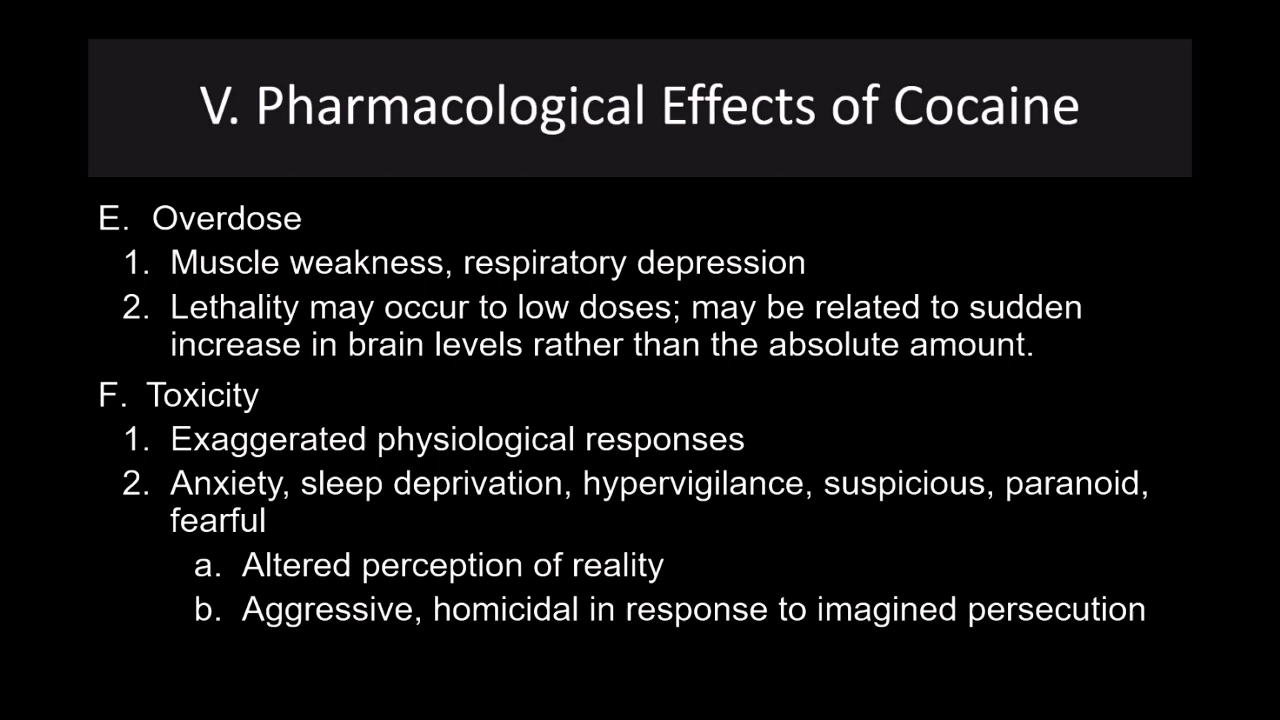 V. Pharmacological Effects of Cocaine
E. Overdose
1. Muscle weakness, respiratory depression
2. Lethality may occur to low doses; may be related to sudden
increase in brain levels rather than the absolute amount.
F. Toxicity
1. Exaggerated physiological responses
2. Anxiety, sleep deprivation, hypervigilance, suspicious, paranoid,
fearful
a. Altered perception of reality
b. Aggressive, homicidal in response to imagined persecution